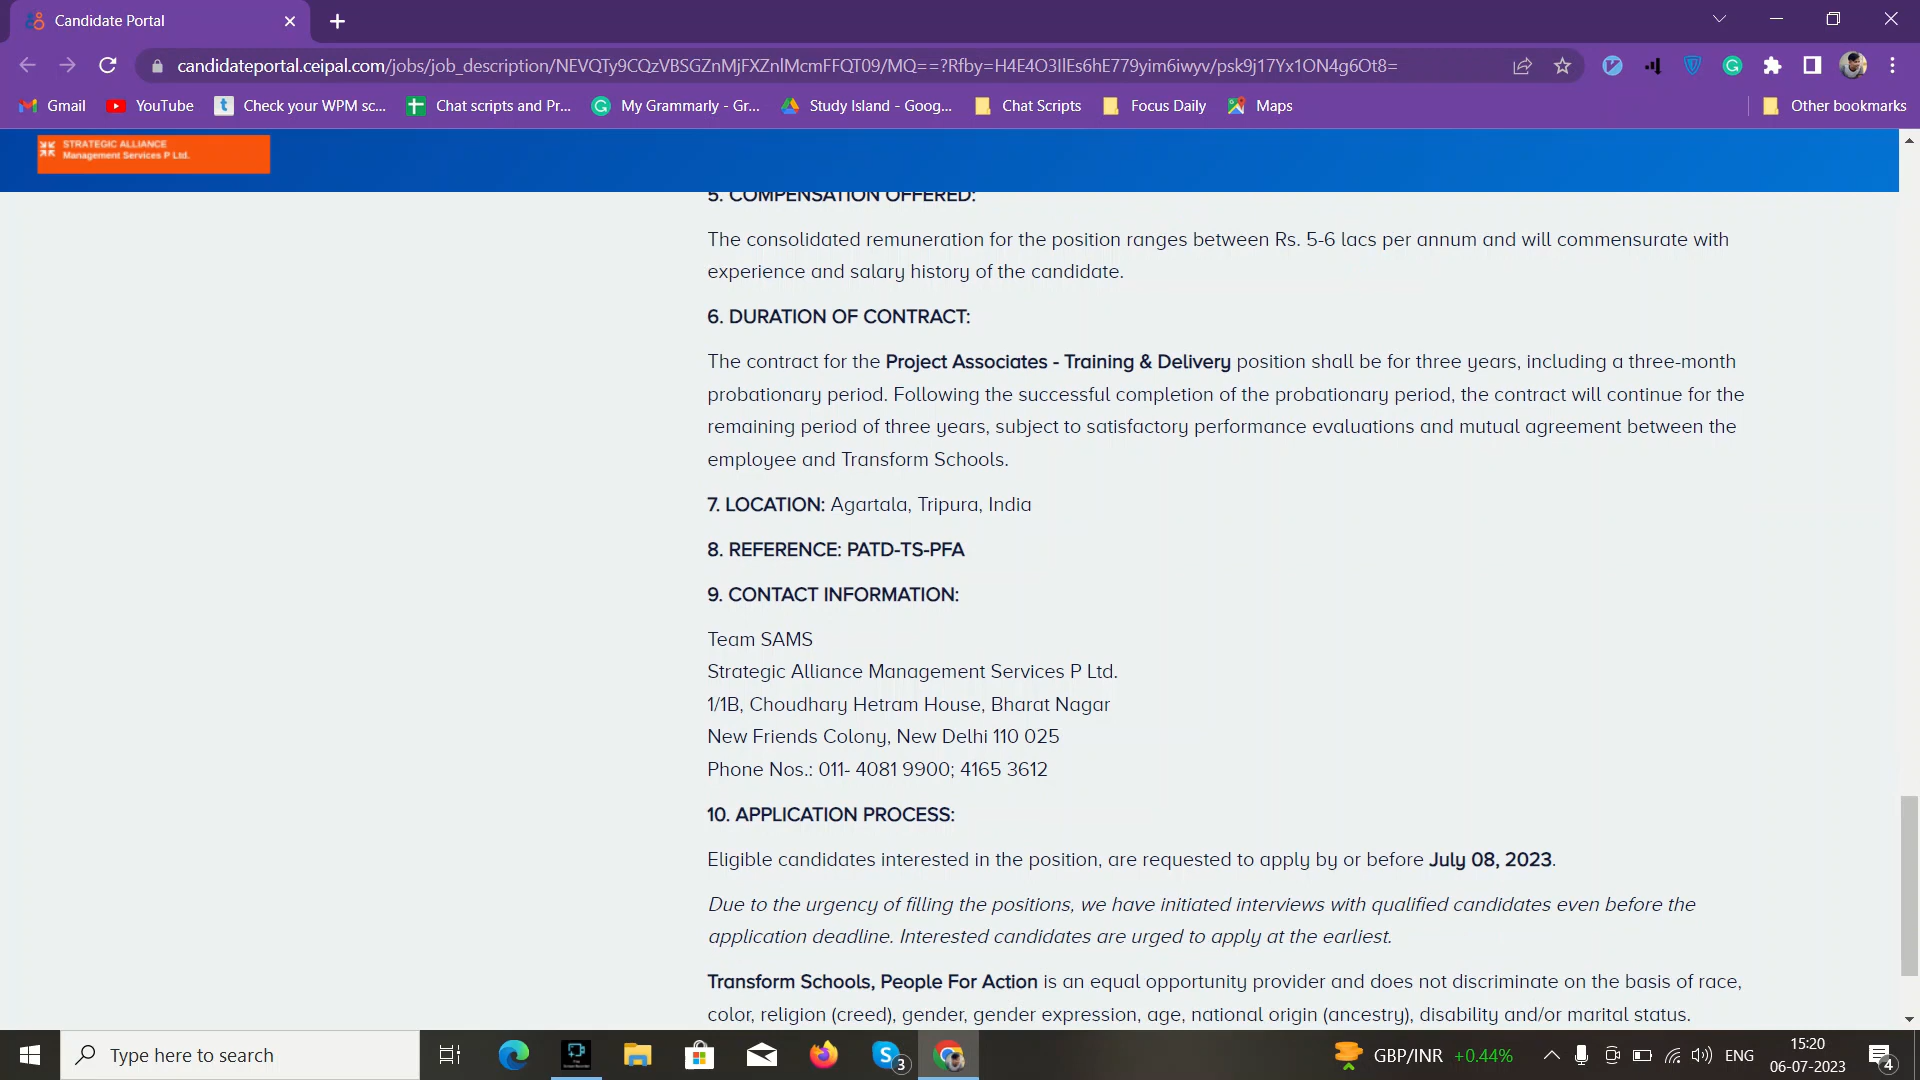 Candidate Portal
candidateportal.ceipal.com/jobs/job_description/NEVQTy9CQzVBSGZnMjFXZnlMcmFFQT09/MQ==?Rfby=H4E4O3IlEs6hE779yim6iwyv/psk9j17Yx1ON4g6Ot8=
Gmail YouTube Check your WPM sc... Chat scripts and Pr... My Grammarly - Gr... Study Island - Goog... Chat Scripts Focus Daily Maps Other bookmarks
STRATEGIC ALLIANCE
Management Services P Ltd.
5. COMPENSATION OFFERED:
The consolidated remuneration for the position ranges between Rs. 5-6 lacs per annum and will commensurate with
experience and salary history of the candidate.
6. DURATION OF CONTRACT:
The contract for the Project Associates - Training & Delivery position shall be for three years, including a three-month
probationary period. Following the successful completion of the probationary period, the contract will continue for the
remaining period of three years, subject to satisfactory performance evaluations and mutual agreement between the
employee and Transform Schools.
7. LOCATION: Agartala, Tripura, India
8. REFERENCE: PATD-TS-PFA
9. CONTACT INFORMATION:
Team SAMS
Strategic Alliance Management Services P Ltd.
1/1B, Choudhary Hetram House, Bharat Nagar
New Friends Colony, New Delhi 110 025
Phone Nos.: 011- 4081 9900; 4165 3612
10. APPLICATION PROCESS:
Eligible candidates interested in the position, are requested to apply by or before July 08, 2023.
Due to the urgency of filling the positions, we have initiated interviews with qualified candidates even before the
application deadline. Interested candidates are urged to apply at the earliest.
Transform Schools, People For Action is an equal opportunity provider and does not discriminate on the basis of race,
color, religion (creed), gender, gender expression, age, national origin (ancestry), disability and/or marital status.
Type here to search 3 GBP/INR +0.44% ENG 15:20
06-07-2023 4